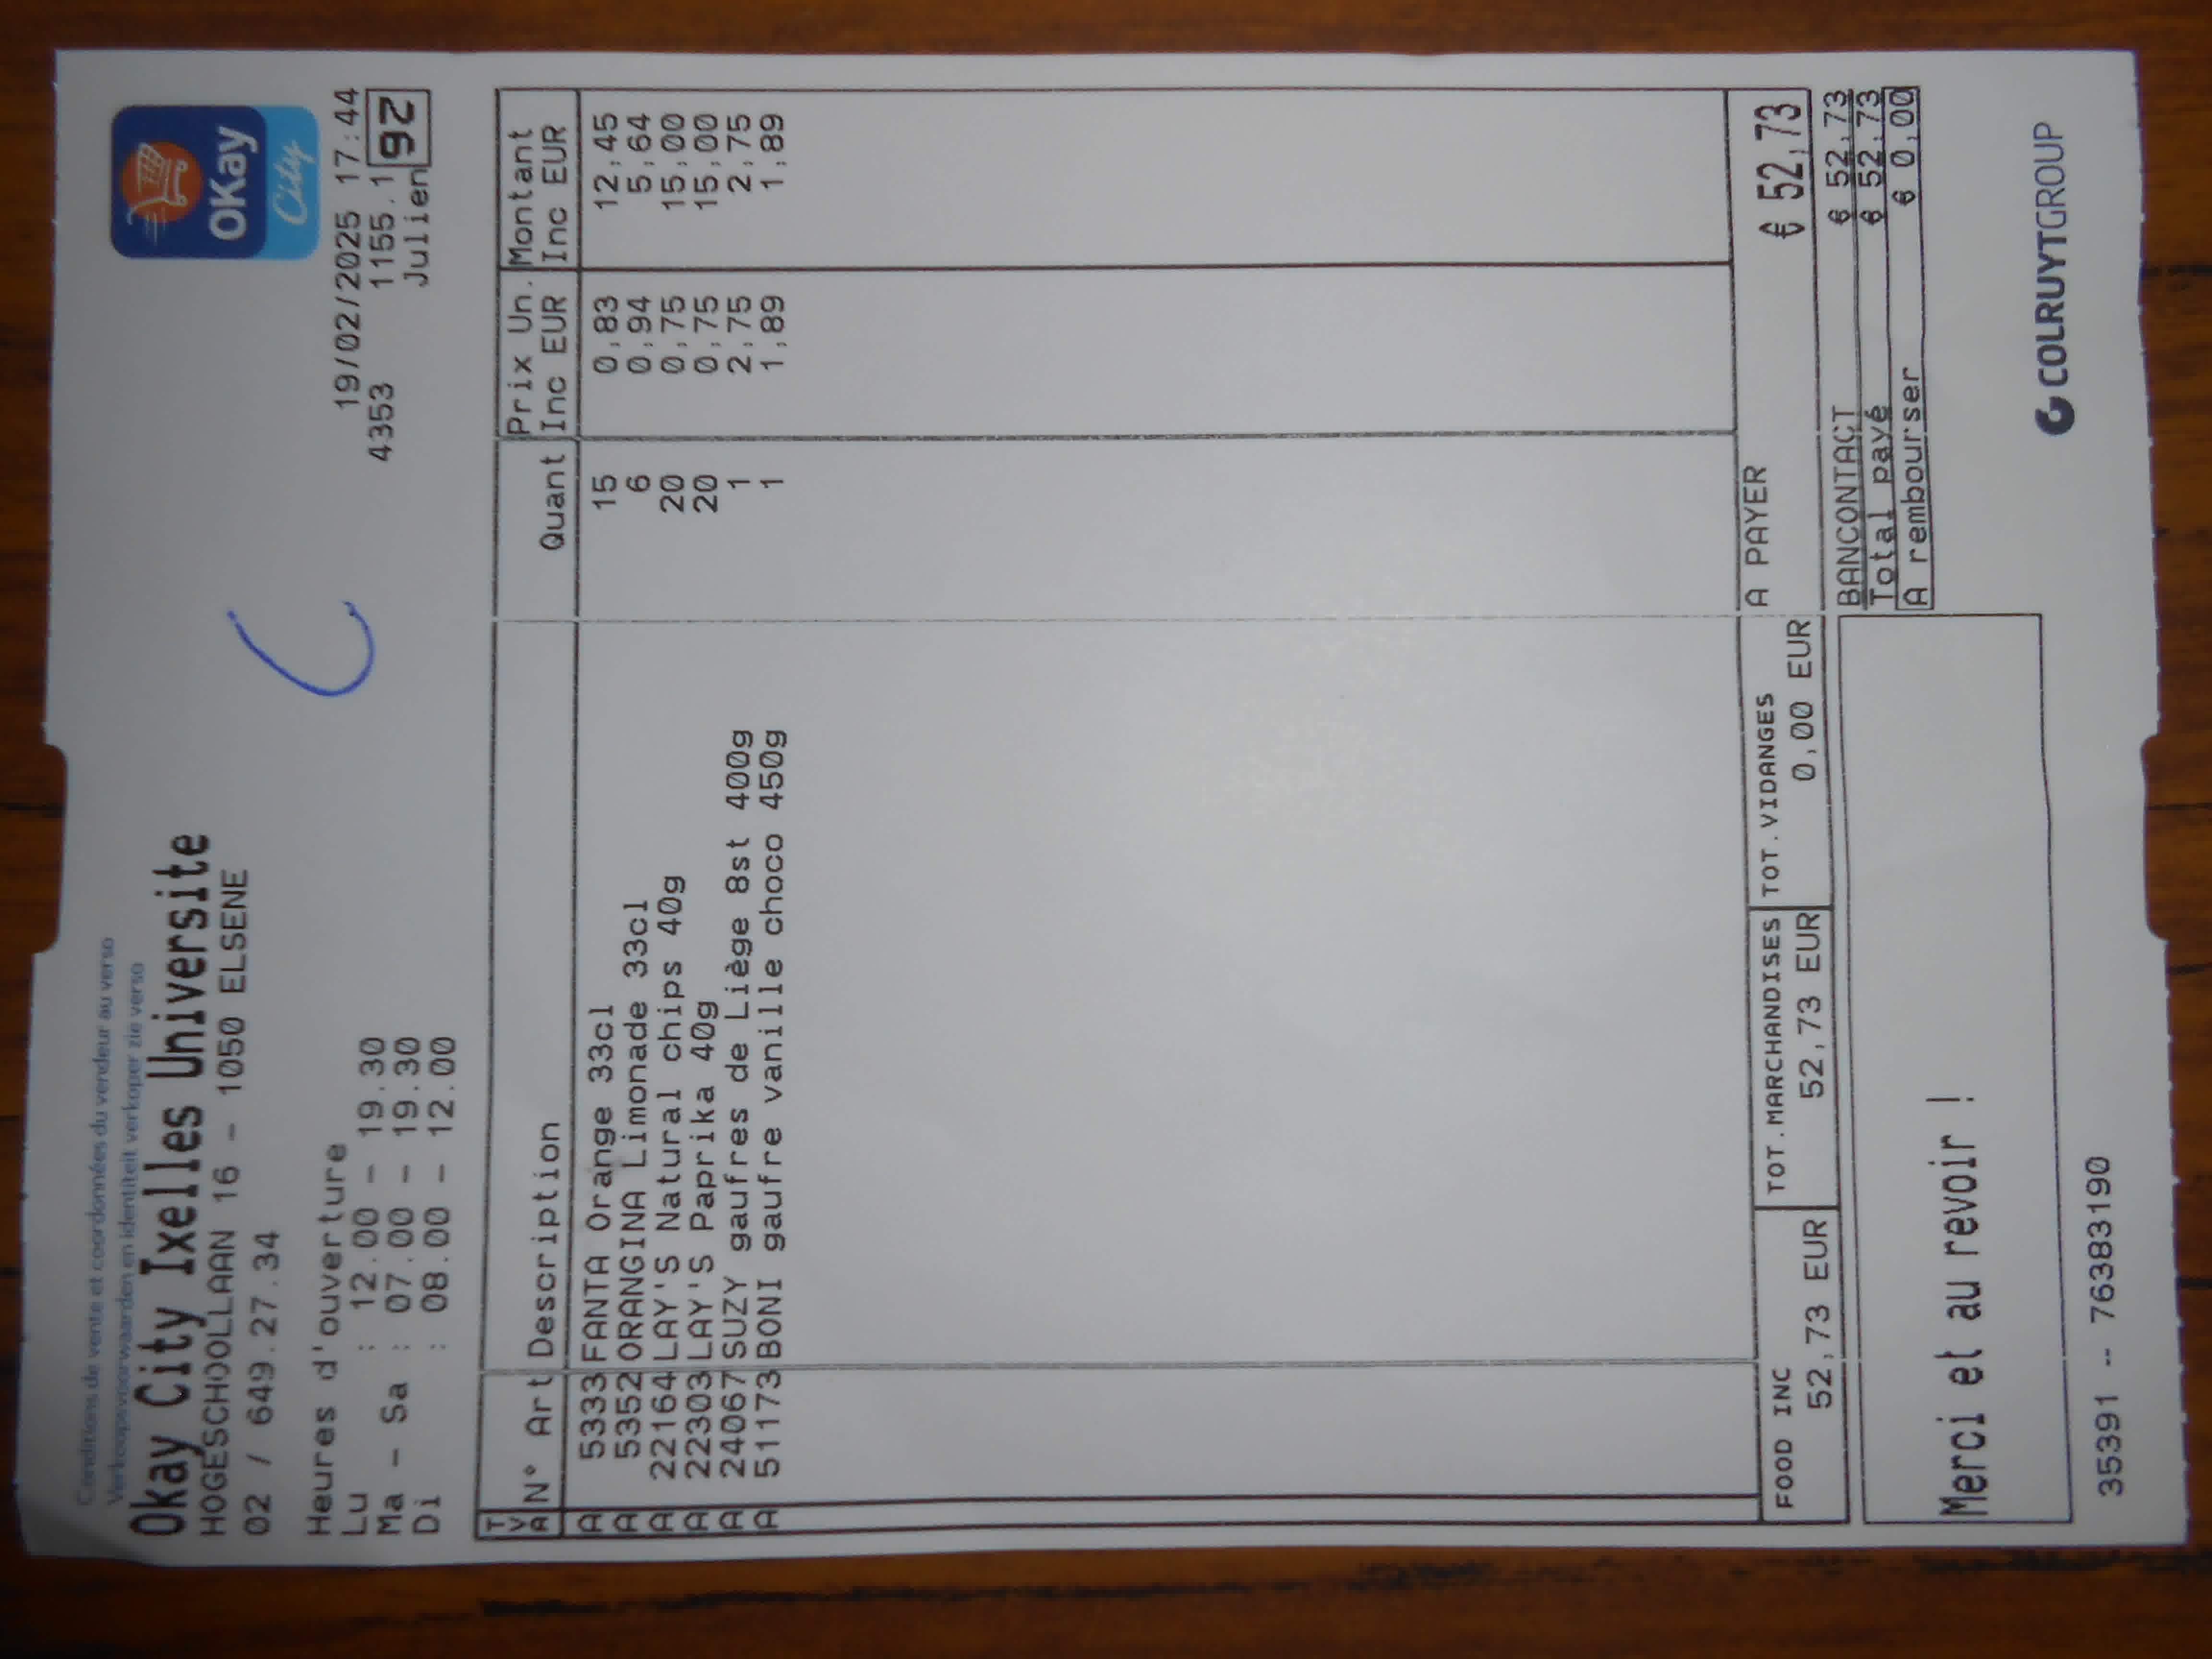 Conditions de vente et coordonnées du vendeur au verso
Verkoopsvoorwaarden en identiteit verkoper zie verso
Okay City Ixelles Universite
HOGESCHOOLLAAN 16 - 1050 ELSENE
02 / 649.27.34
OKay
City
Heures d'ouverture
Lu : 12.00 - 19.30
Ma - Sa : 07.00 - 19.30
Di : 08.00 - 12.00
19/02/2025 17:44
4353 1155.1
Julien 92
TVA N° Art Description Quant Prix Un. Inc EUR Montant Inc EUR
A 5333 FANTA Orange 33cl 15 0,83 12,45
A 5352 ORANGINA Limonade 33cl 6 0,94 5,64
A 22164 LAY'S Natural chips 40g 20 0,75 15,00
A 22303 LAY'S Paprika 40g 20 0,75 15,00
A 24067 SUZY gaufres de Liège 8st 400g 1 2,75 2,75
A 51173 BONI gaufre vanille choco 450g 1 1,89 1,89
FOOD INC TOT.MARCHANDISES TOT.VIDANGES A PAYER
52,73 EUR 52,73 EUR 0,00 EUR € 52,73
BANCONTACT € 52,73
Total payé € 52,73
A rembourser € 0,00
Merci et au revoir !
35391 -- 76383190
COLRUYTGROUP